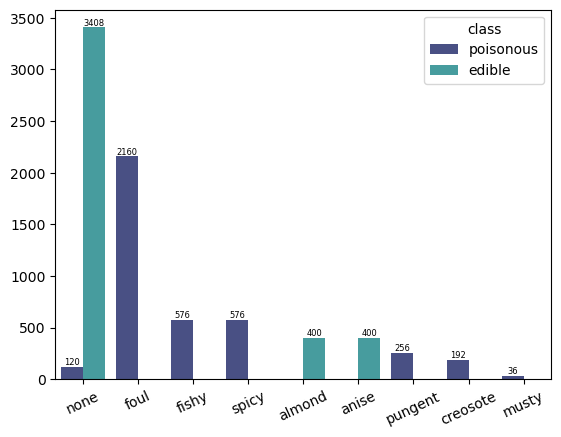 3500
3000
2500
2000
1500
1000
500
0
3408
2160
120
576
576
400
400
256
192
36
class
poisonous
edible
none
foul
fishy
spicy
almond
anise
pungent
creosote
musty